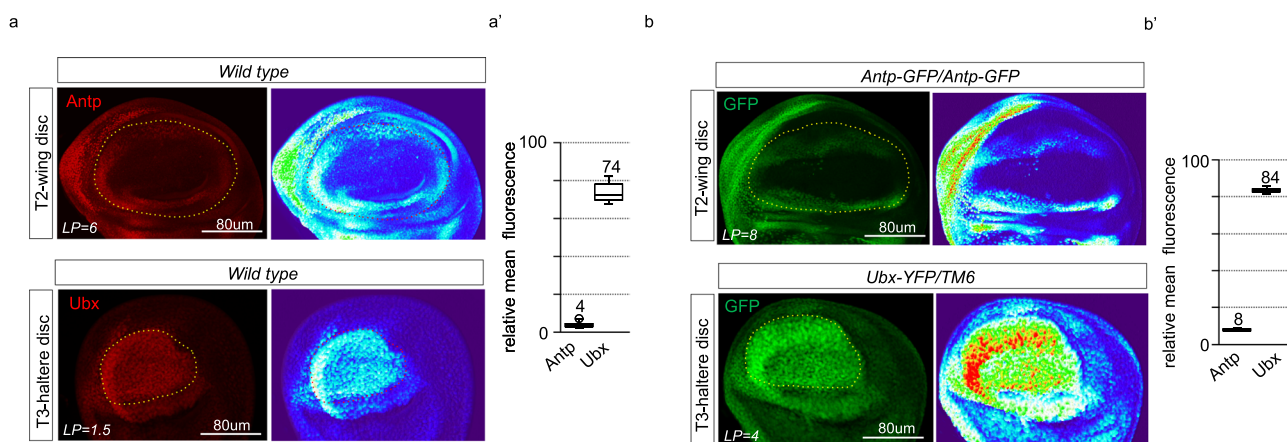 a
Wild type
T2-wing disc
Antp
LP=6
80um
Wild type
T3-haltere disc
Ubx
LP=1.5
80um
a'
relative mean fluorescence
100
74
4
0
Antp
Ubx
b
Antp-GFP/Antp-GFP
T2-wing disc
GFP
LP=8
80um
Ubx-YFP/TM6
T3-haltere disc
GFP
LP=4
80um
b'
relative mean fluorescence
100
84
8
0
Antp
Ubx